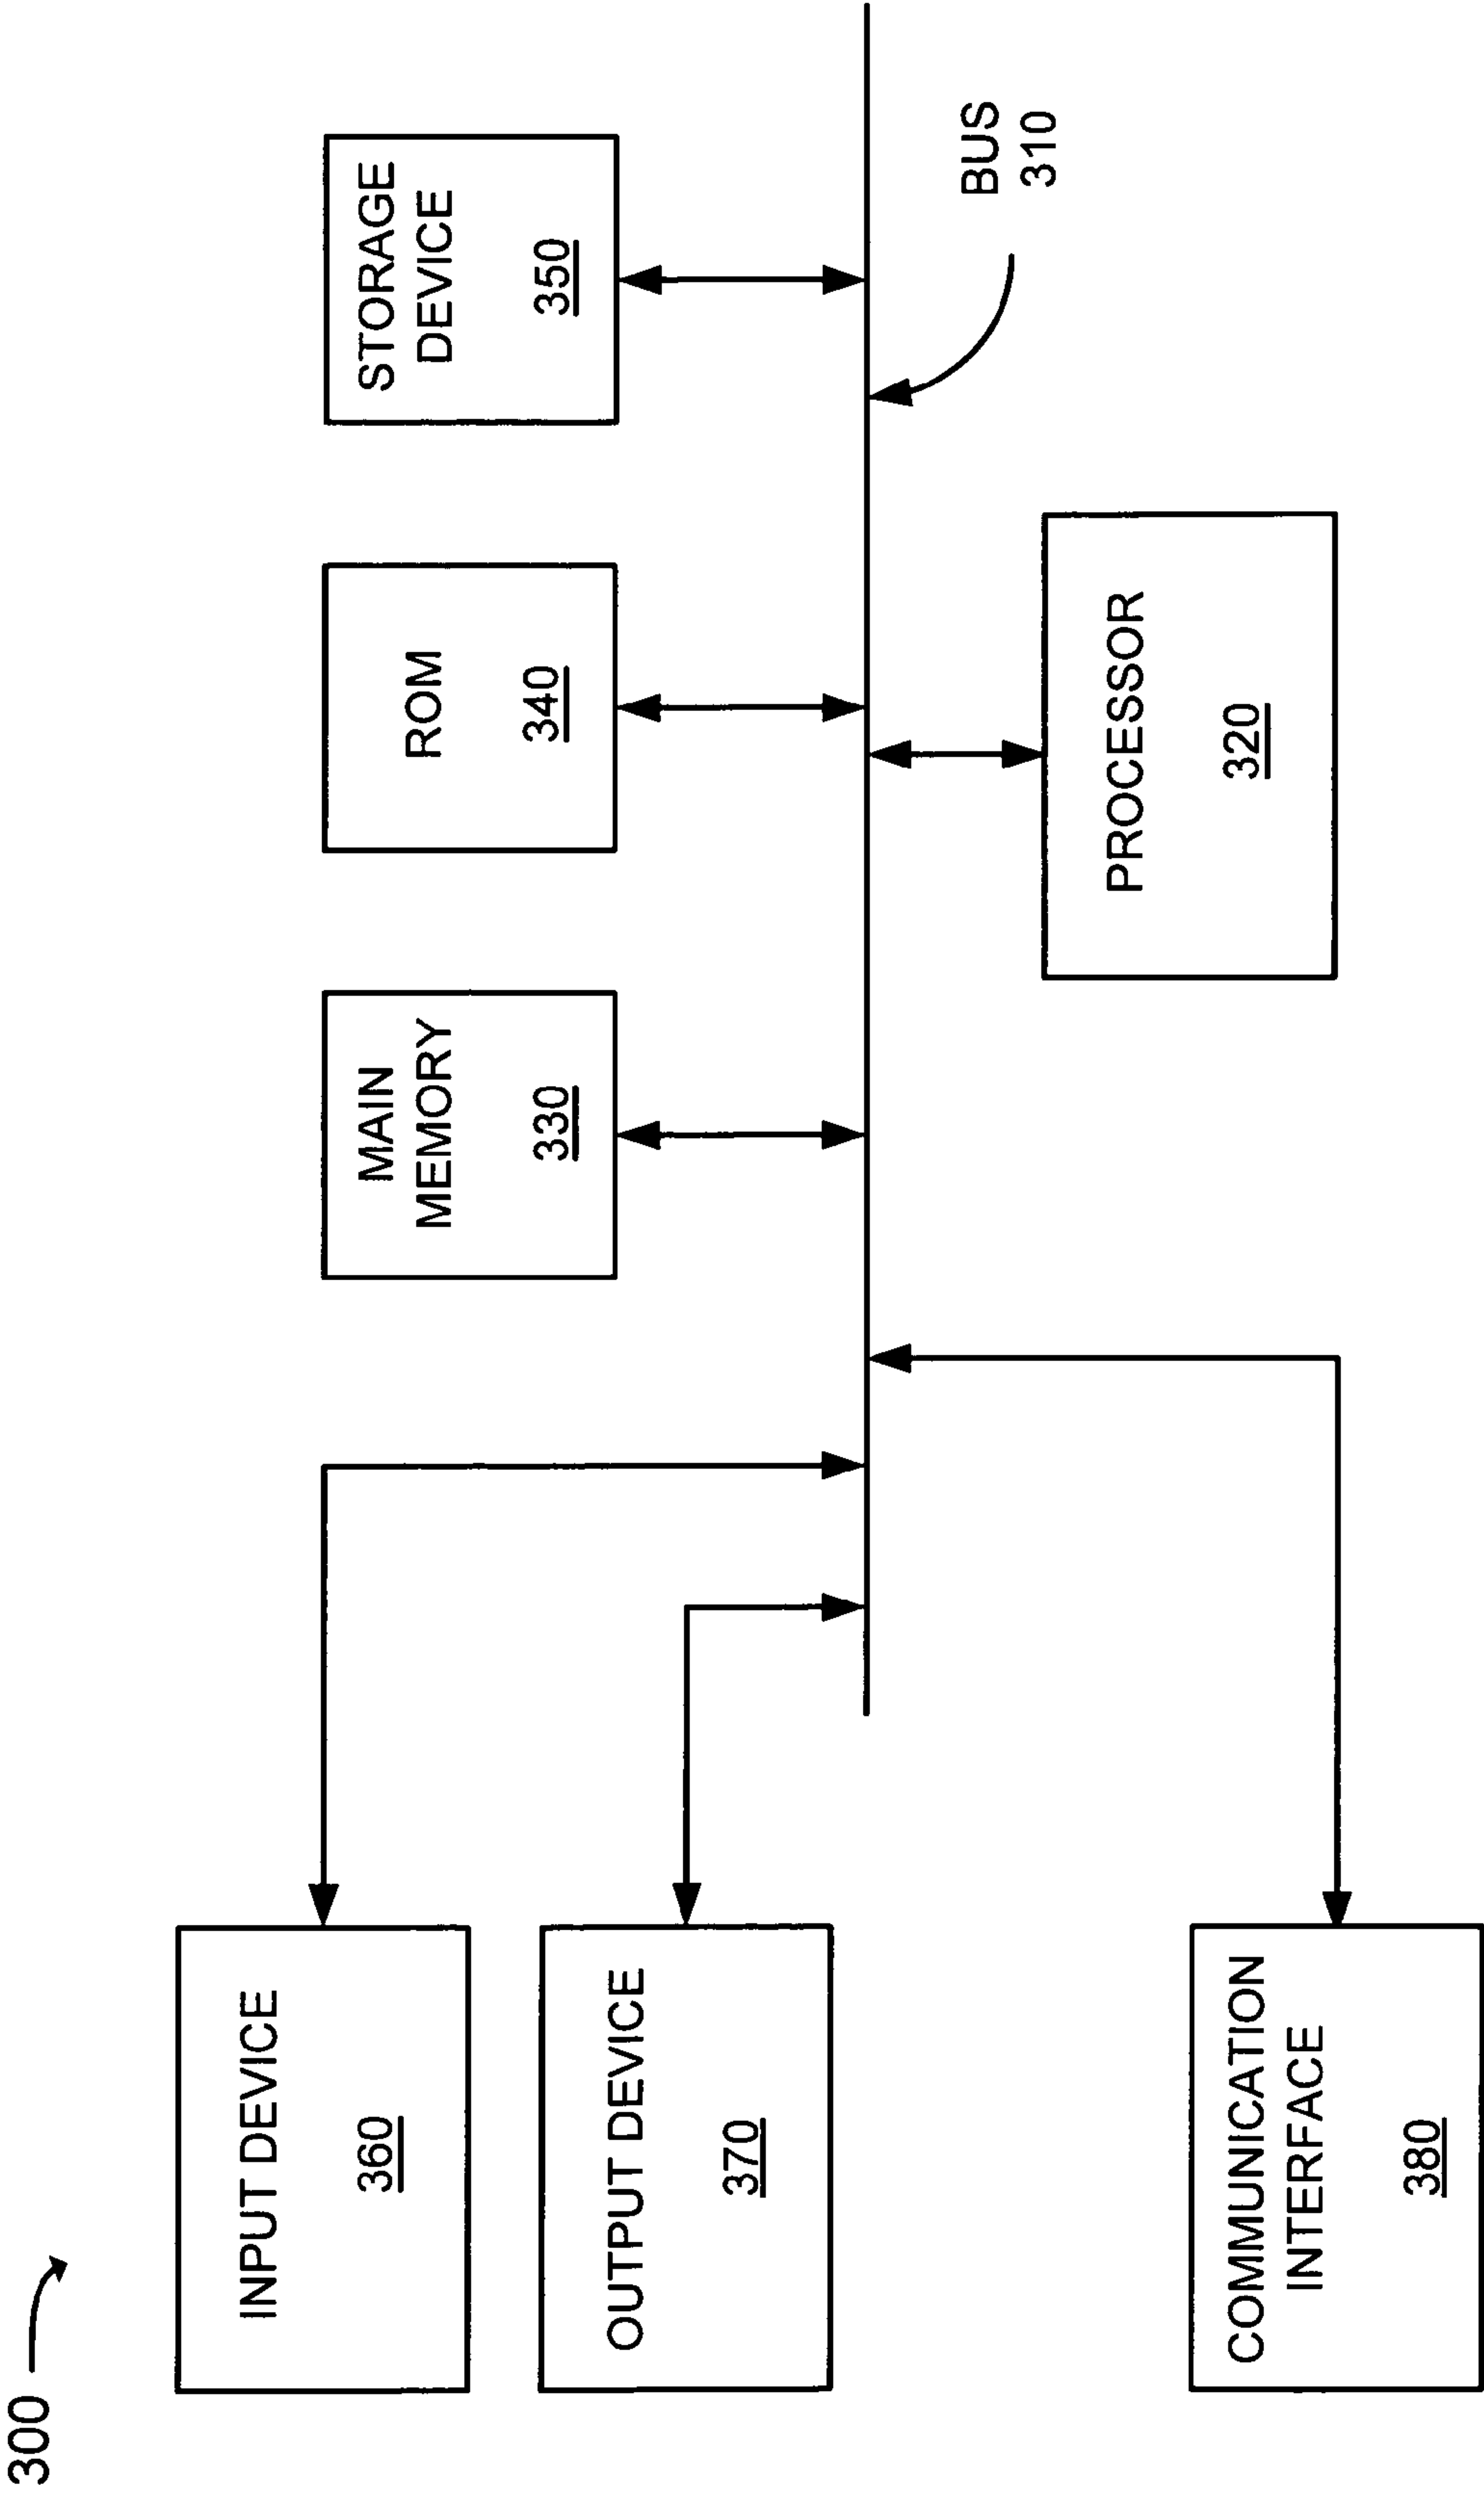 300
INPUT DEVICE
360
OUTPUT DEVICE
370
COMMUNICATION
INTERFACE
380
MAIN
MEMORY
330
ROM
340
STORAGE
DEVICE
350
PROCESSOR
320
BUS
310